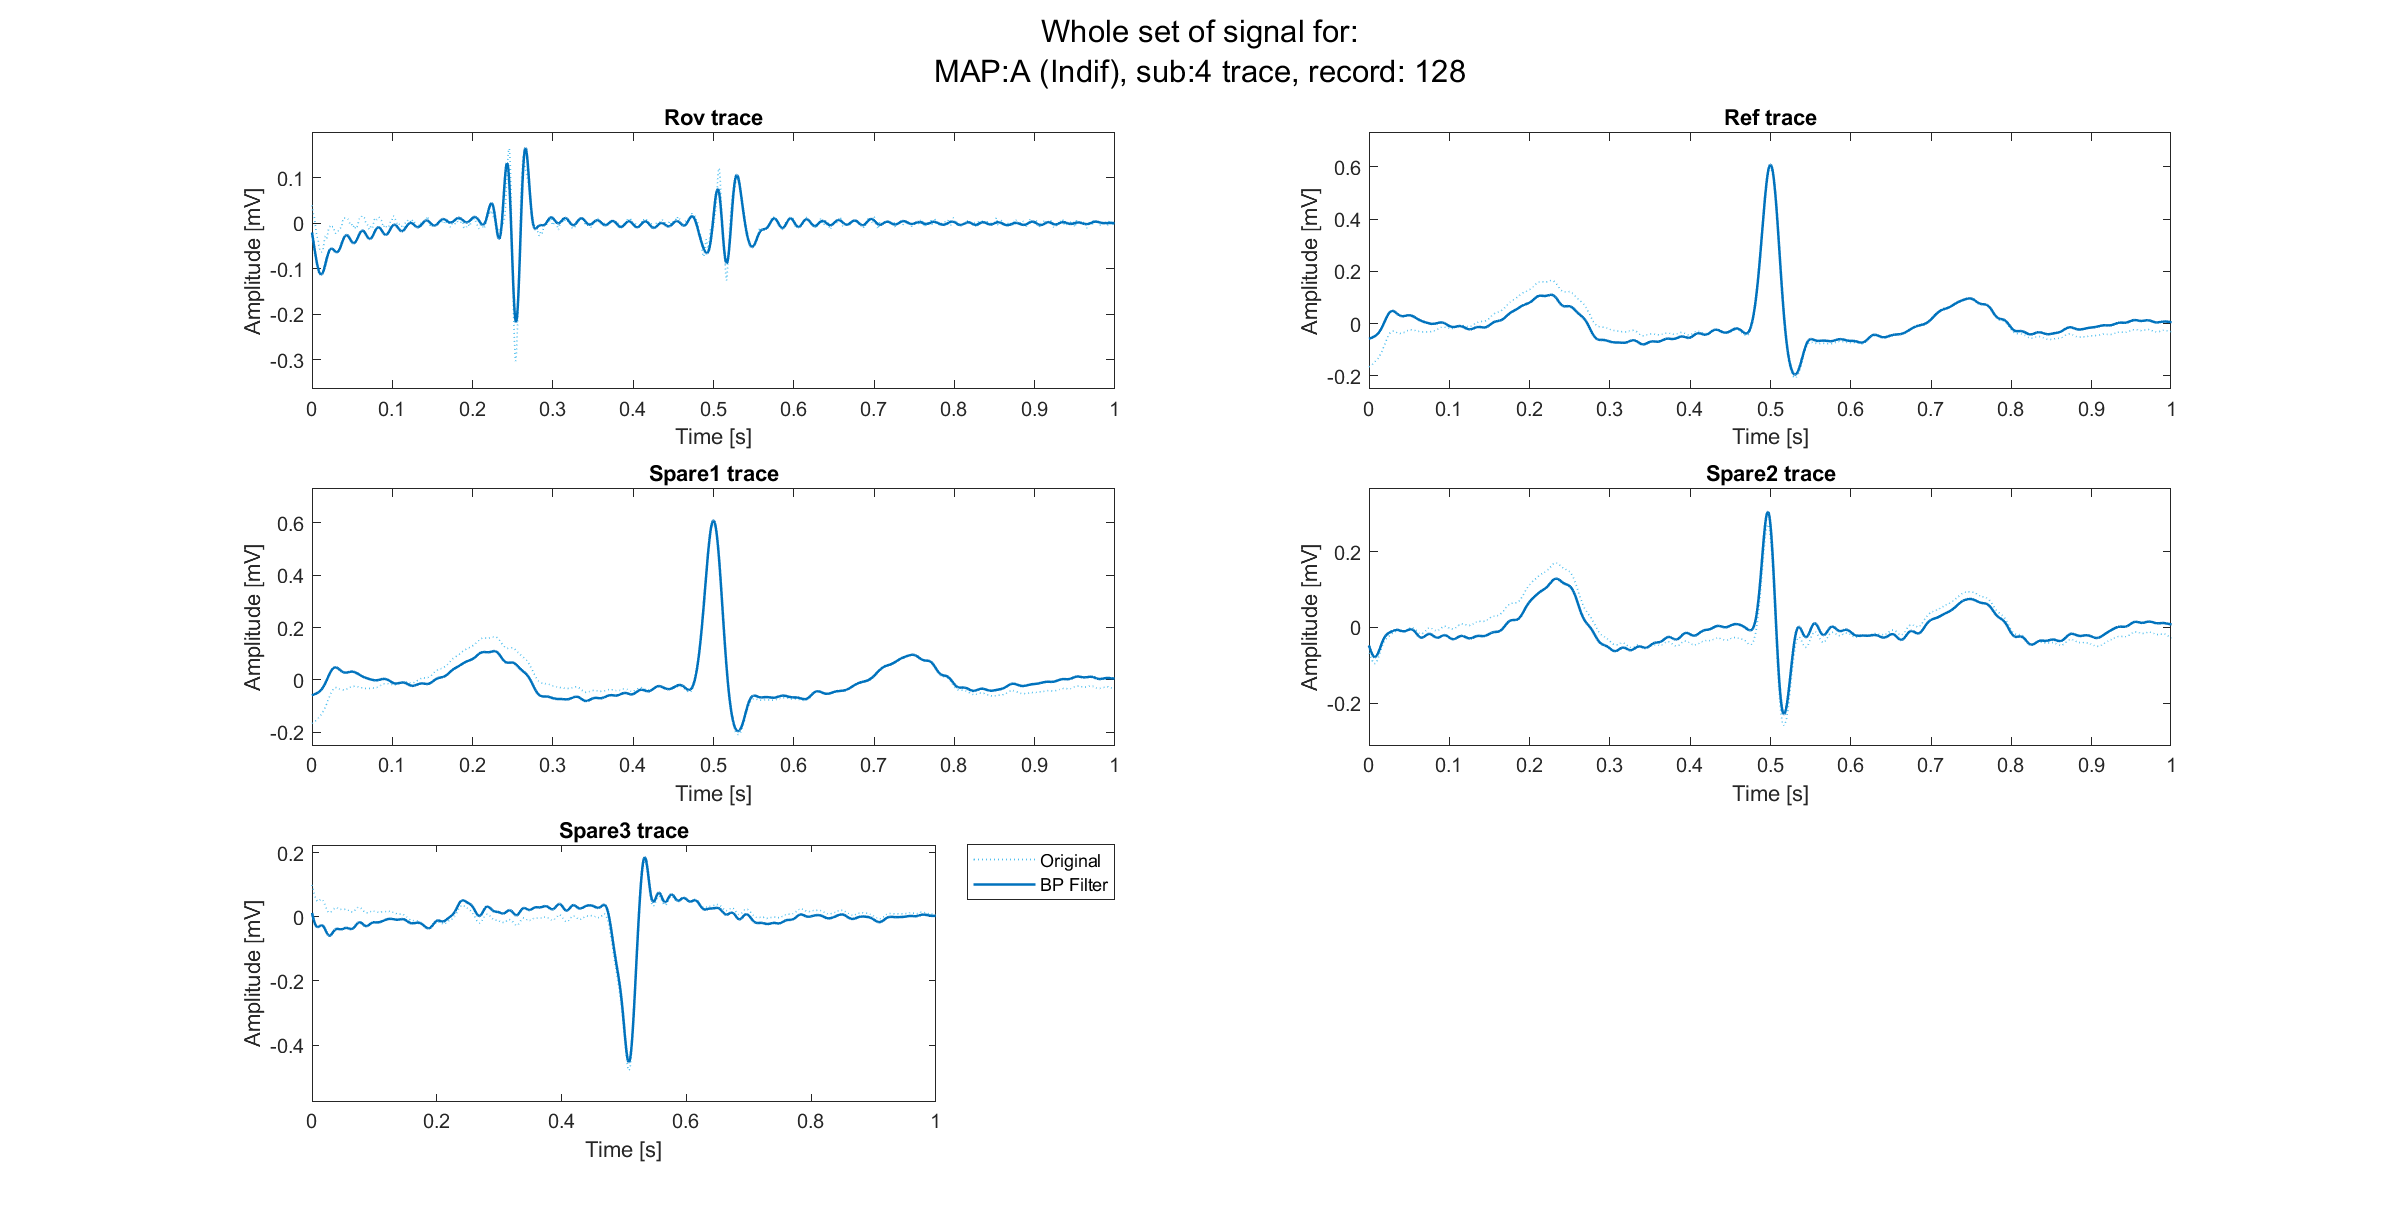 Whole set of signal for:
MAP:A (Indif), sub:4 trace, record: 128
Rov trace
Amplitude [mV]
0.1
0
-0.1
-0.2
-0.3
0 0.1 0.2 0.3 0.4 0.5 0.6 0.7 0.8 0.9 1
Time [s]
Ref trace
Amplitude [mV]
0.6
0.4
0.2
0
-0.2
0 0.1 0.2 0.3 0.4 0.5 0.6 0.7 0.8 0.9 1
Time [s]
Spare1 trace
Amplitude [mV]
0.6
0.4
0.2
0
-0.2
0 0.1 0.2 0.3 0.4 0.5 0.6 0.7 0.8 0.9 1
Time [s]
Spare2 trace
Amplitude [mV]
0.2
0
-0.2
0 0.1 0.2 0.3 0.4 0.5 0.6 0.7 0.8 0.9 1
Time [s]
Spare3 trace
Amplitude [mV]
0.2
0
-0.2
-0.4
0 0.2 0.4 0.6 0.8 1
Time [s]
Original
BP Filter